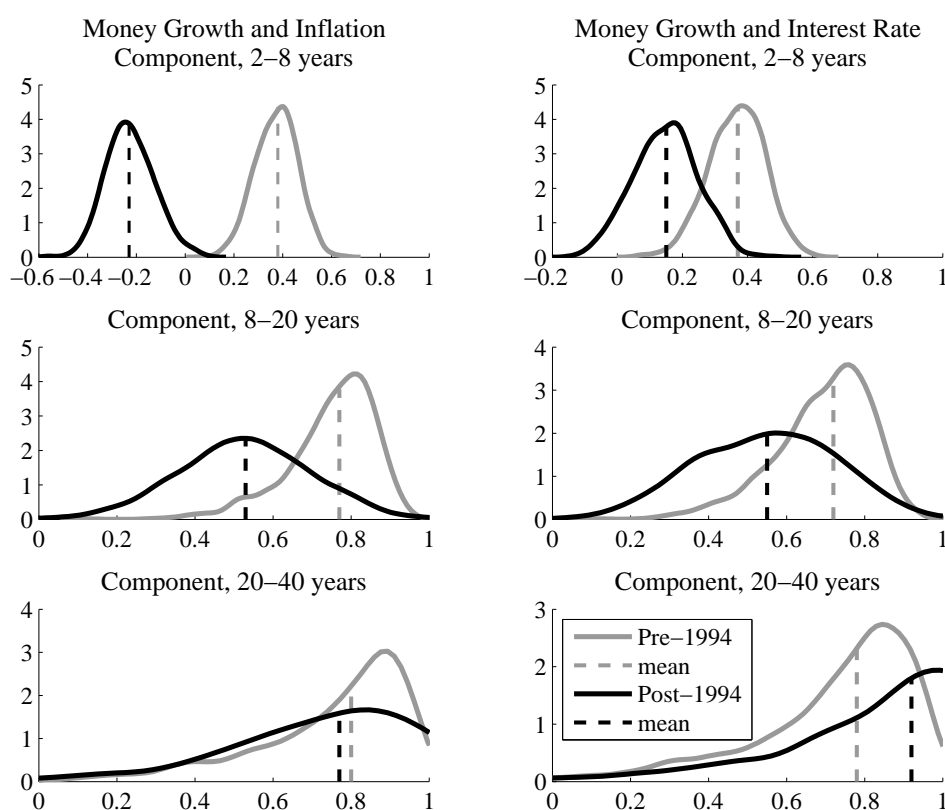 Money Growth and Inflation
Component, 2–8 years
5
4
3
2
1
0
−0.6 −0.4 −0.2 0 0.2 0.4 0.6 0.8 1
Money Growth and Interest Rate
Component, 2–8 years
5
4
3
2
1
0
−0.2 0 0.2 0.4 0.6 0.8 1
Component, 8–20 years
5
4
3
2
1
0
0 0.2 0.4 0.6 0.8 1
Component, 8–20 years
4
3
2
1
0
0 0.2 0.4 0.6 0.8 1
Component, 20–40 years
4
3
2
1
0
0 0.2 0.4 0.6 0.8 1
Component, 20–40 years
3
2
1
0
0 0.2 0.4 0.6 0.8 1
Pre−1994
mean
Post−1994
mean